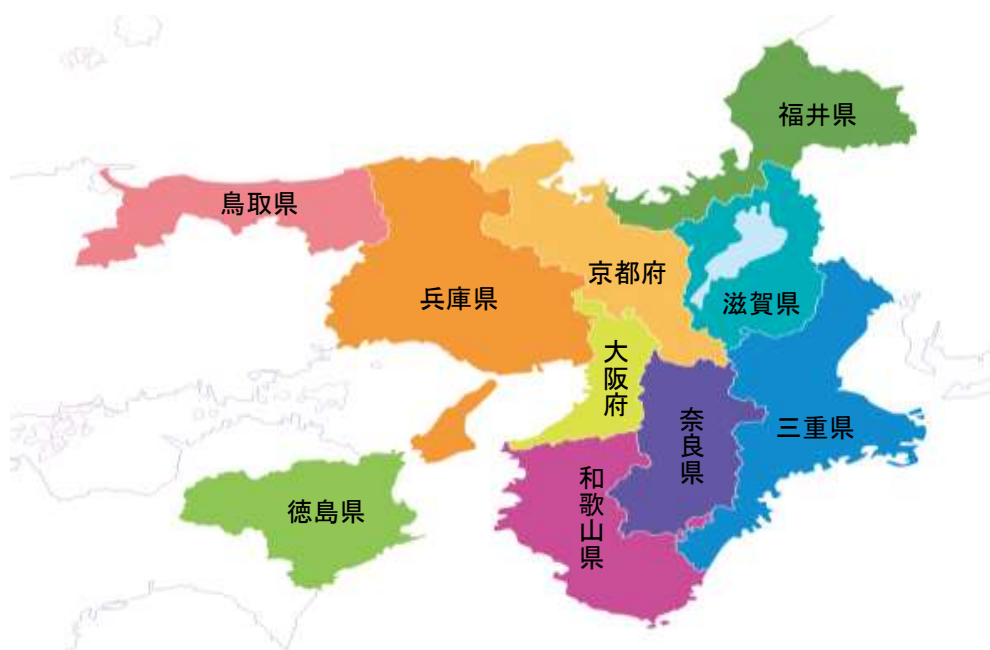 福井県
鳥取県
京都府
兵庫県
滋賀県
大阪府
奈良県
三重県
和歌山県
徳島県